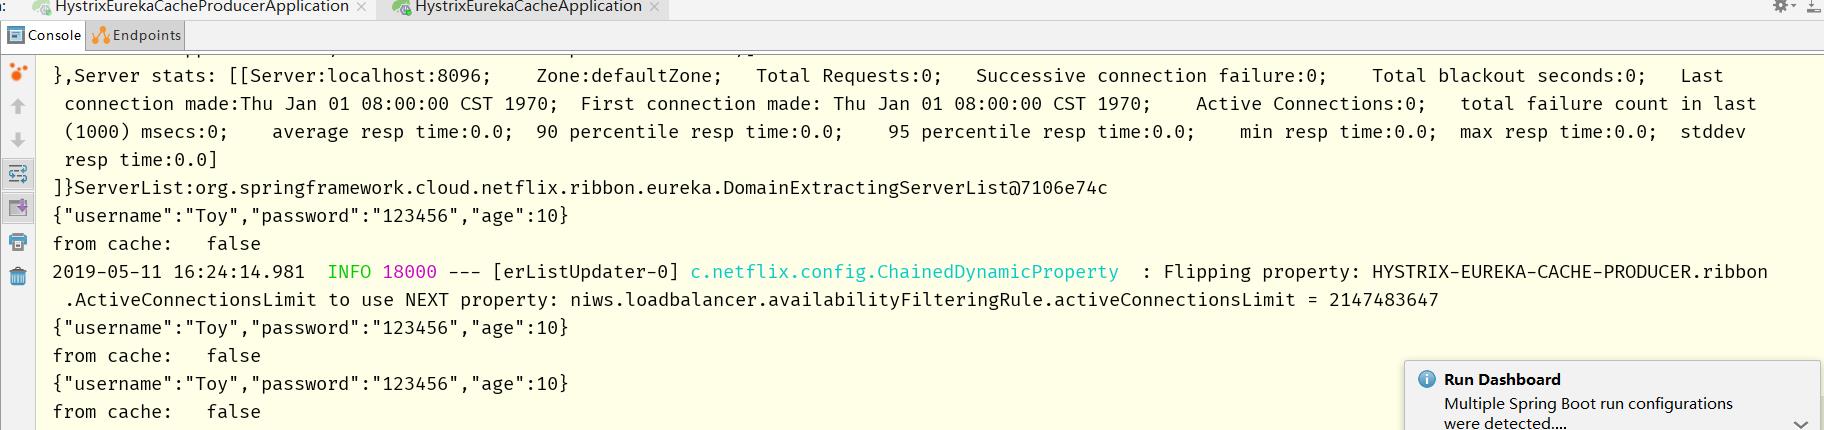 HystrixEurekaCacheProducerApplication × HystrixEurekaCacheApplication ×
Console Endpoints
},Server stats: [[Server:localhost:8096; Zone:defaultZone; Total Requests:0; Successive connection failure:0; Total blackout seconds:0; Last
connection made:Thu Jan 01 08:00:00 CST 1970; First connection made: Thu Jan 01 08:00:00 CST 1970; Active Connections:0; total failure count in last
(1000) msecs:0; average resp time:0.0; 90 percentile resp time:0.0; 95 percentile resp time:0.0; min resp time:0.0; max resp time:0.0; stddev
resp time:0.0]
]}ServerList:org.springframework.cloud.netflix.ribbon.eureka.DomainExtractingServerList@7106e74c
{"username":"Toy","password":"123456","age":10}
from cache: false
2019-05-11 16:24:14.981 INFO 18000 --- [erListUpdater-0] c.netflix.config.ChainedDynamicProperty : Flipping property: HYSTRIX-EUREKA-CACHE-PRODUCER.ribbon
.ActiveConnectionsLimit to use NEXT property: niws.loadbalancer.availabilityFilteringRule.activeConnectionsLimit = 2147483647
{"username":"Toy","password":"123456","age":10}
from cache: false
{"username":"Toy","password":"123456","age":10}
from cache: false
Run Dashboard
Multiple Spring Boot run configurations
were detected....